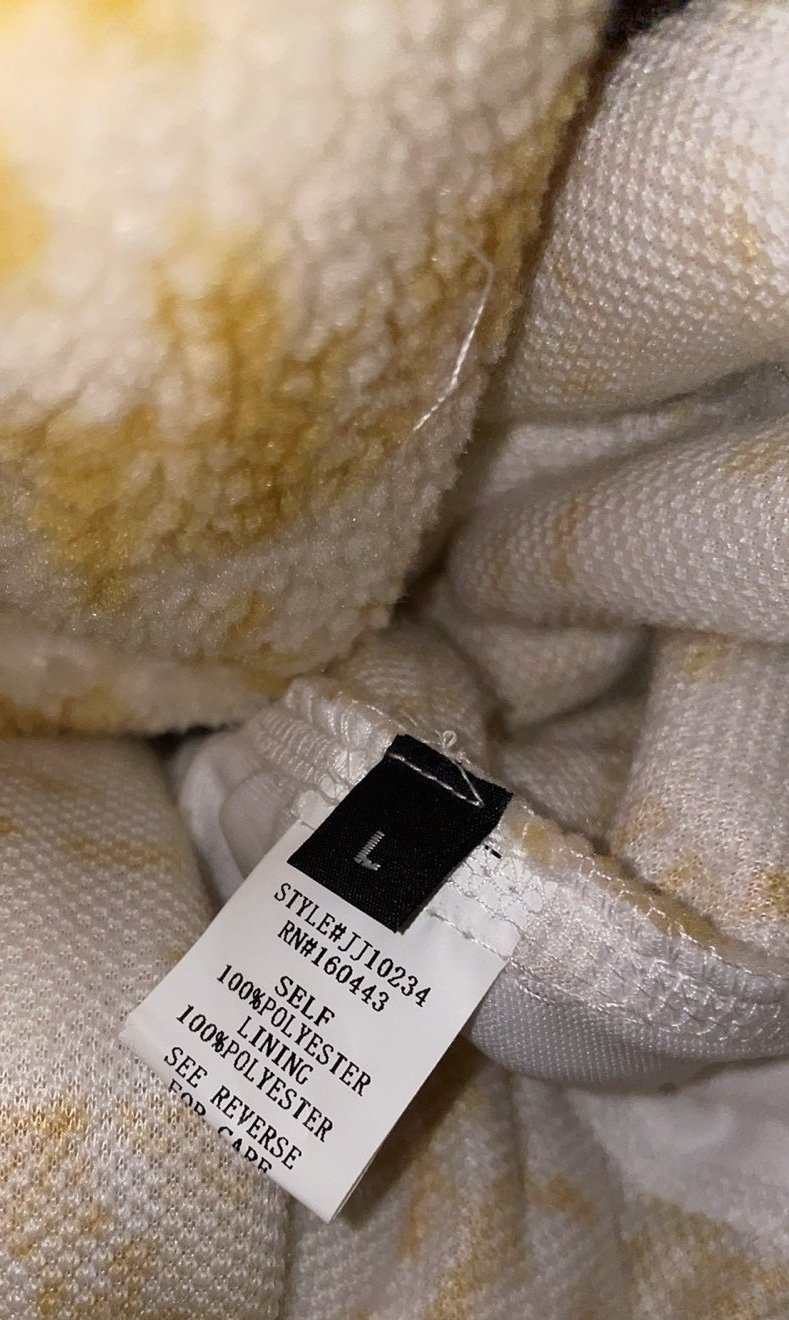 L
STYLE#JJ10234
RN#160443
SELF
100%POLYESTER
LINING
100%POLYESTER
SEE REVERSE
FOR CARE